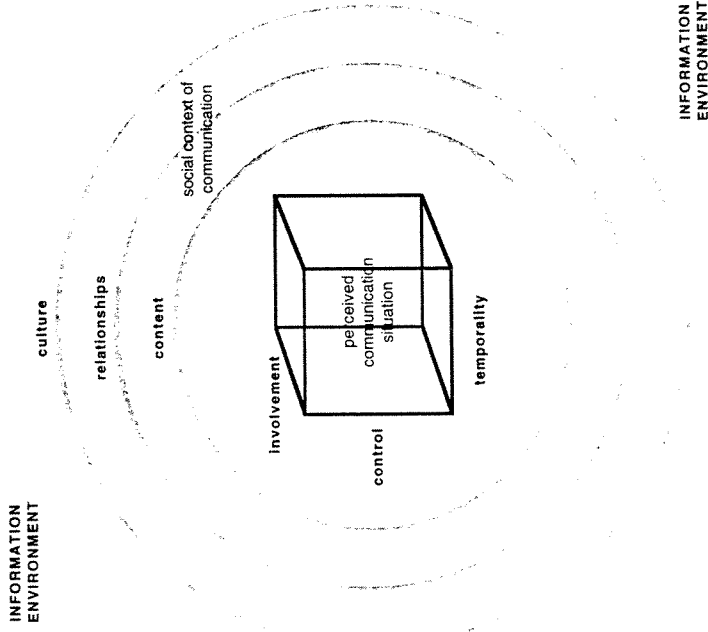 INFORMATION
ENVIRONMENT
culture
relationships
content
social context of
communication
involvement
perceived
communication
situation
control
temporality
INFORMATION
ENVIRONMENT